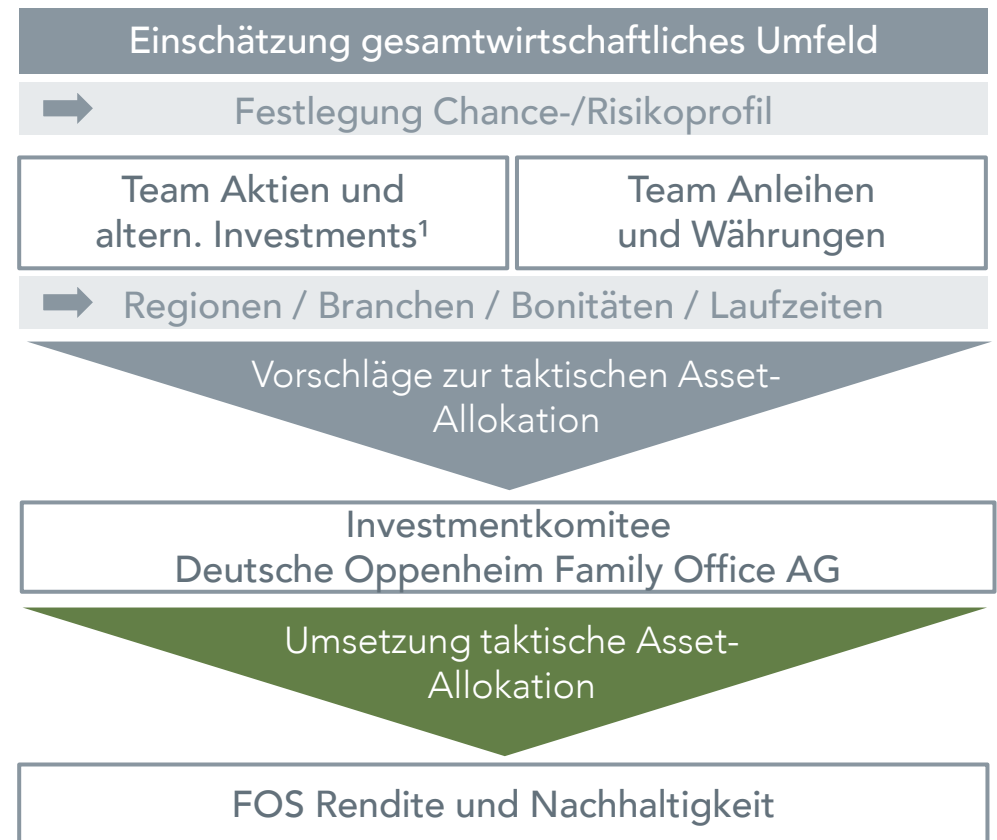 Einschätzung gesamtwirtschaftliches Umfeld
Festlegung Chance-/Risikoprofil
Team Aktien und
altern. Investments¹
Team Anleihen
und Währungen
Regionen / Branchen / Bonitäten / Laufzeiten
Vorschläge zur taktischen Asset-
Allokation
Investmentkomitee
Deutsche Oppenheim Family Office AG
Umsetzung taktische Asset-
Allokation
FOS Rendite und Nachhaltigkeit